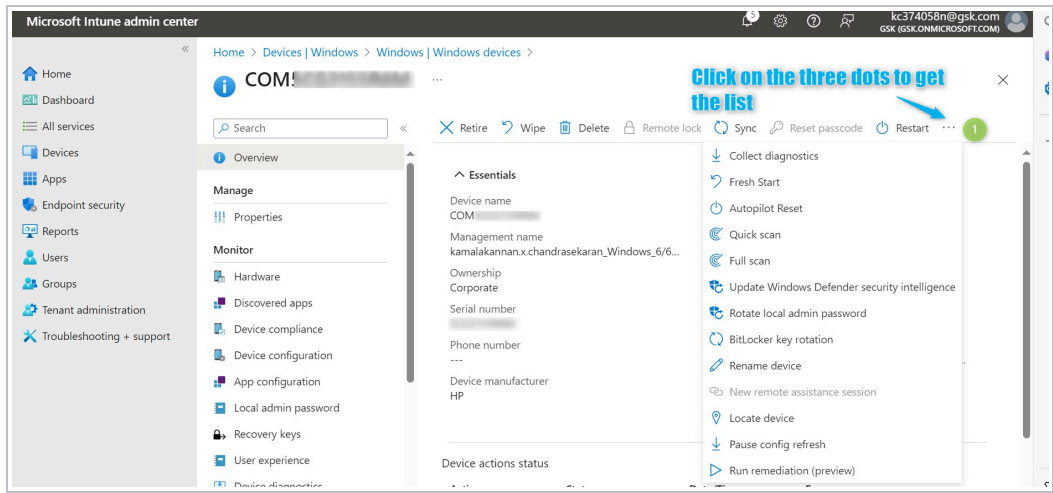 Microsoft Intune admin center
5
kc374058n@gsk.com
GSK (GSK.ONMICROSOFT.COM)
Home
Dashboard
All services
Devices
Apps
Endpoint security
Reports
Users
Groups
Tenant administration
Troubleshooting + support
Home > Devices | Windows > Windows | Windows devices >
COM
...
Click on the three dots to get
the list
Search
Overview
Manage
Properties
Monitor
Hardware
Discovered apps
Device compliance
Device configuration
App configuration
Local admin password
Recovery keys
User experience
Device diagnostics
Retire Wipe Delete Remote lock Sync Reset passcode Restart ... 1
Essentials
Device name
COM
Management name
kamalakannan.x.chandrasekaran_Windows_6/6...
Ownership
Corporate
Serial number
Phone number
---
Device manufacturer
HP
Device actions status
Collect diagnostics
Fresh Start
Autopilot Reset
Quick scan
Full scan
Update Windows Defender security intelligence
Rotate local admin password
BitLocker key rotation
Rename device
New remote assistance session
Locate device
Pause config refresh
Run remediation (preview)